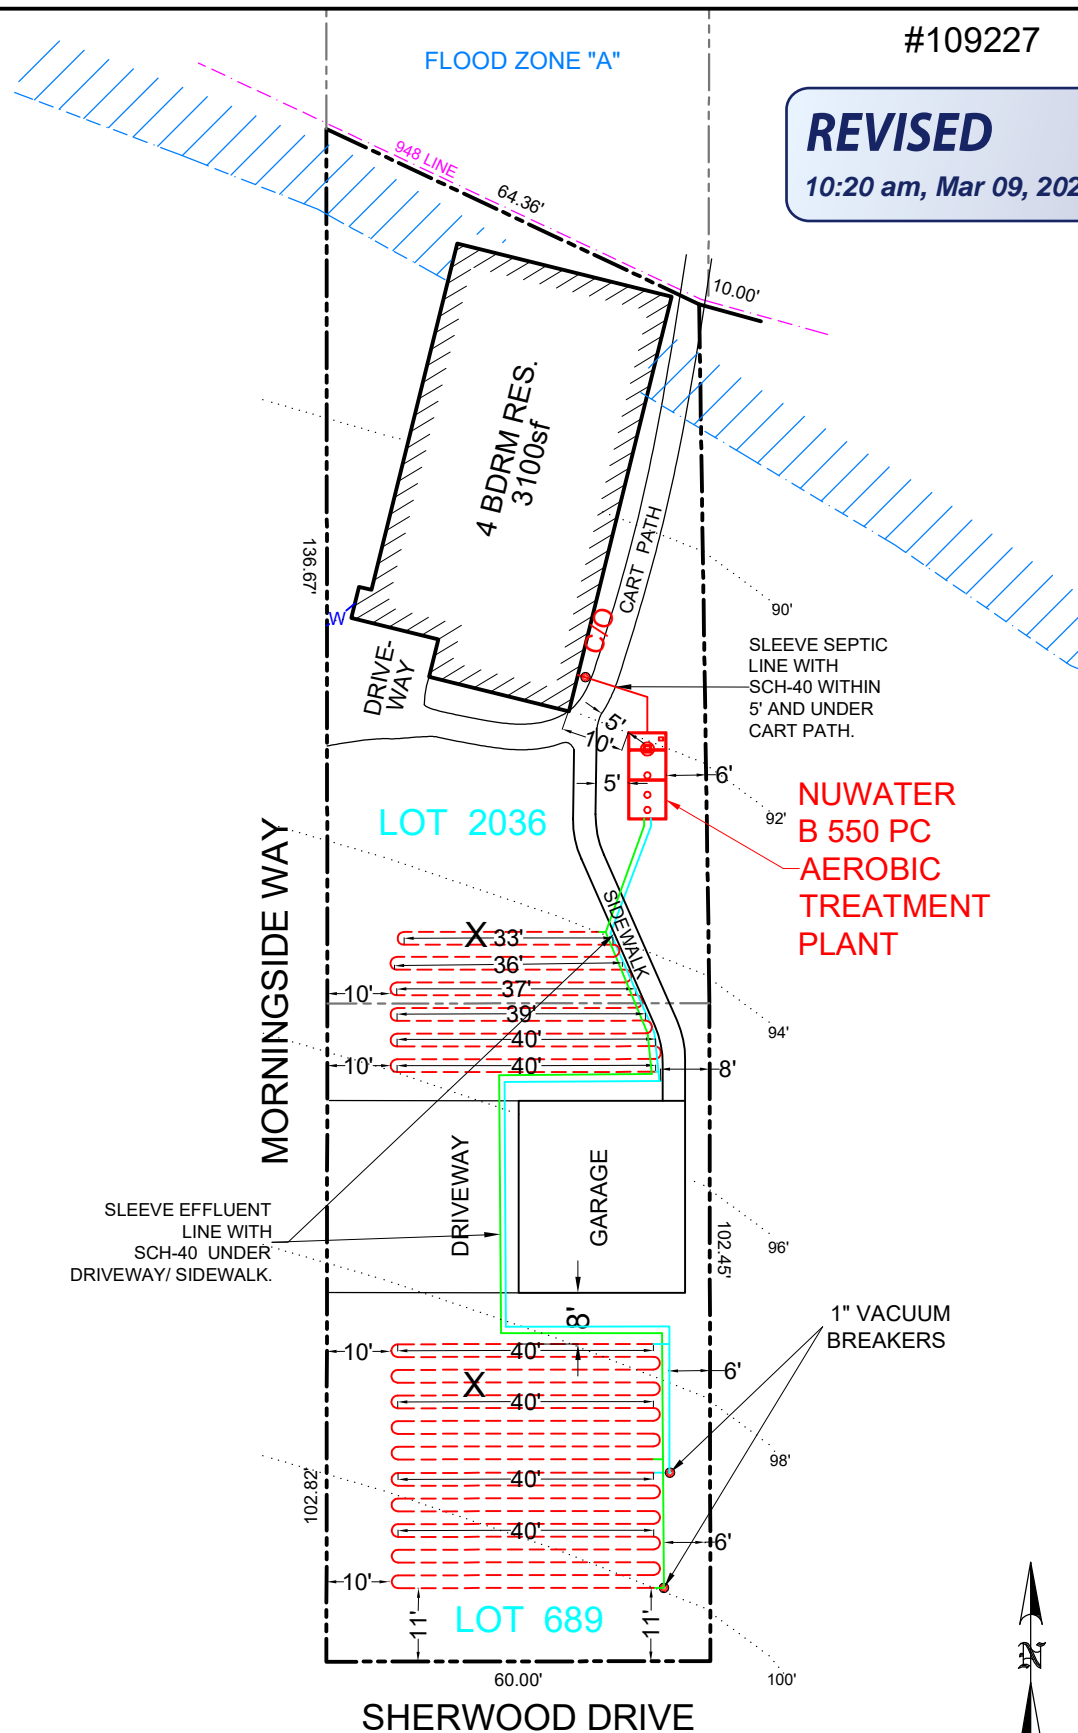 #109227
FLOOD ZONE "A"
REVISED
10:20 am, Mar 09, 202
948 LINE
64.36'
10.00'
4 BDRM RES.
3100sf
CART PATH
136.67'
W
C/O
90'
SLEEVE SEPTIC
LINE WITH
SCH-40 WITHIN
5' AND UNDER
CART PATH.
DRIVE-
WAY
5'
10'
5'
6'
92'
NUWATER
B 550 PC
AEROBIC
TREATMENT
PLANT
LOT 2036
MORNINGSIDE WAY
SIDEWALK
X
33'
36'
10'
37'
39'
94'
40'
10'
40'
8'
DRIVEWAY
GARAGE
SLEEVE EFFLUENT
LINE WITH
SCH-40 UNDER
DRIVEWAY/ SIDEWALK.
102.45'
96'
8'
1" VACUUM
BREAKERS
10'
40'
6'
X
40'
98'
40'
102.82'
40'
6'
10'
11'
LOT 689
11'
60.00'
100'
N
SHERWOOD DRIVE